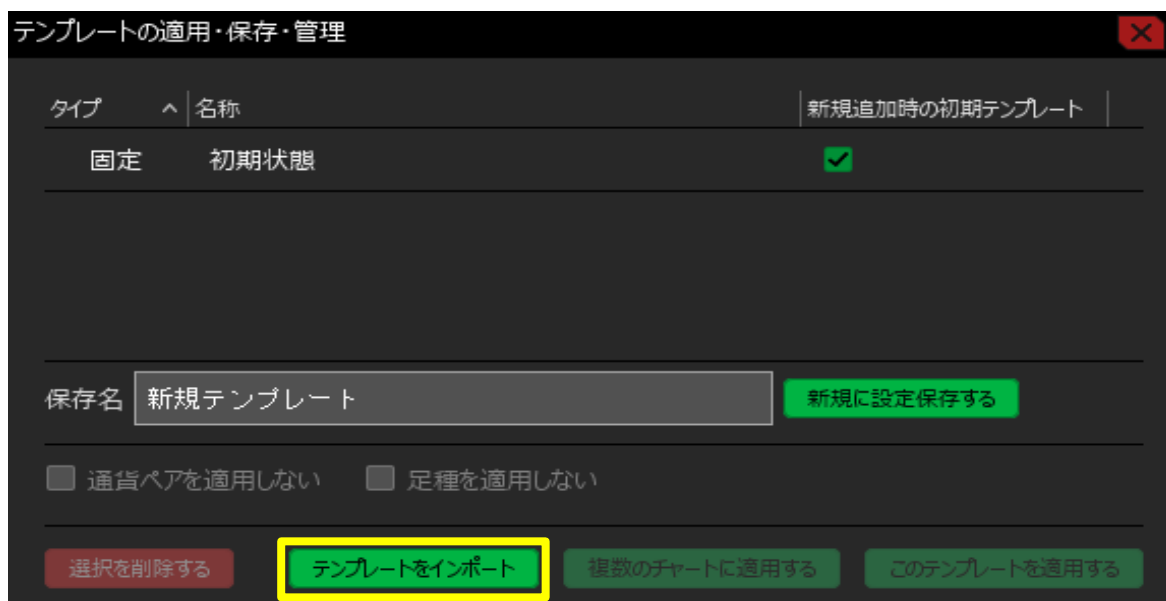 テンプレートの適用・保存・管理
タイプ 名称 新規追加時の初期テンプレート
固定 初期状態
保存名 新規テンプレート 新規に設定保存する
通貨ペアを適用しない 足種を適用しない
選択を削除する テンプレートをインポート 複数のチャートに適用する このテンプレートを適用する